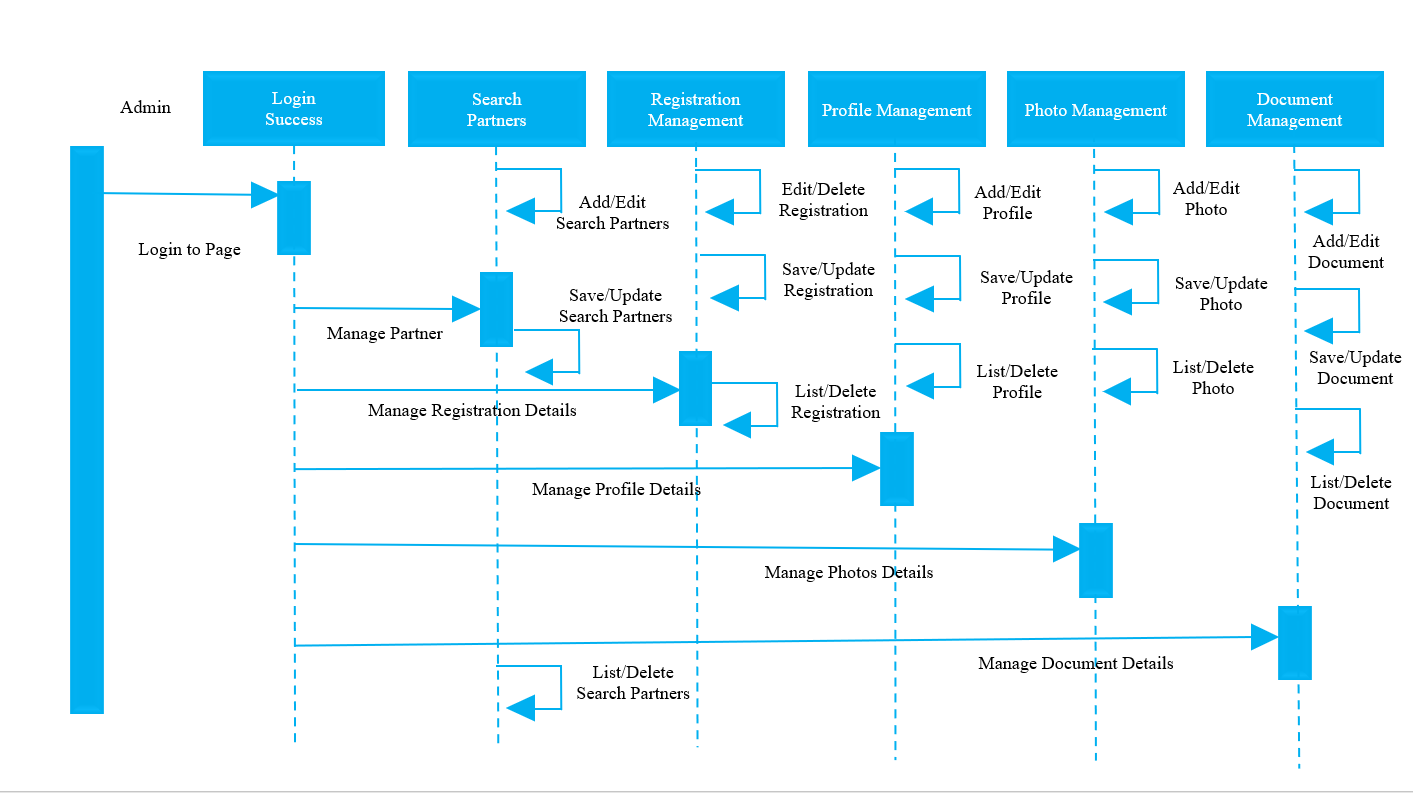 Admin
Login
Success
Search
Partners
Registration
Management
Profile Management
Photo Management
Document
Management
Login to Page
Add/Edit
Search Partners
Edit/Delete
Registration
Add/Edit
Profile
Add/Edit
Photo
Add/Edit
Document
Manage Partner
Save/Update
Search Partners
Save/Update
Registration
Save/Update
Profile
Save/Update
Photo
Save/Update
Document
Manage Registration Details
List/Delete
Registration
List/Delete
Profile
List/Delete
Photo
List/Delete
Document
Manage Profile Details
Manage Photos Details
Manage Document Details
List/Delete
Search Partners